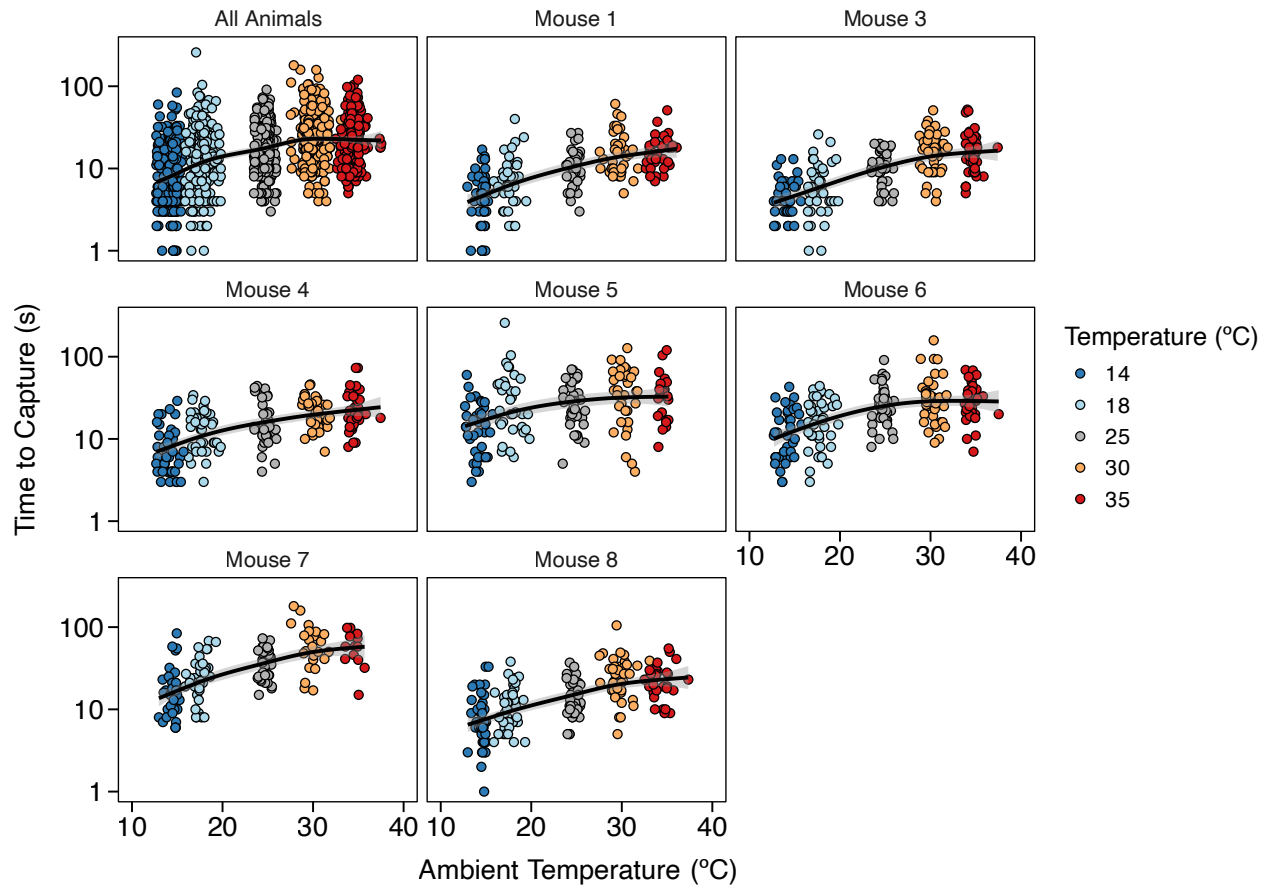 All Animals
Mouse 1
Mouse 3
100
10
1
Mouse 4
Mouse 5
Mouse 6
100
10
1
10 20 30 40
Mouse 7
Mouse 8
100
10
1
10 20 30 40
10 20 30 40
Time to Capture (s)
Ambient Temperature (ºC)
Temperature (ºC)
14
18
25
30
35